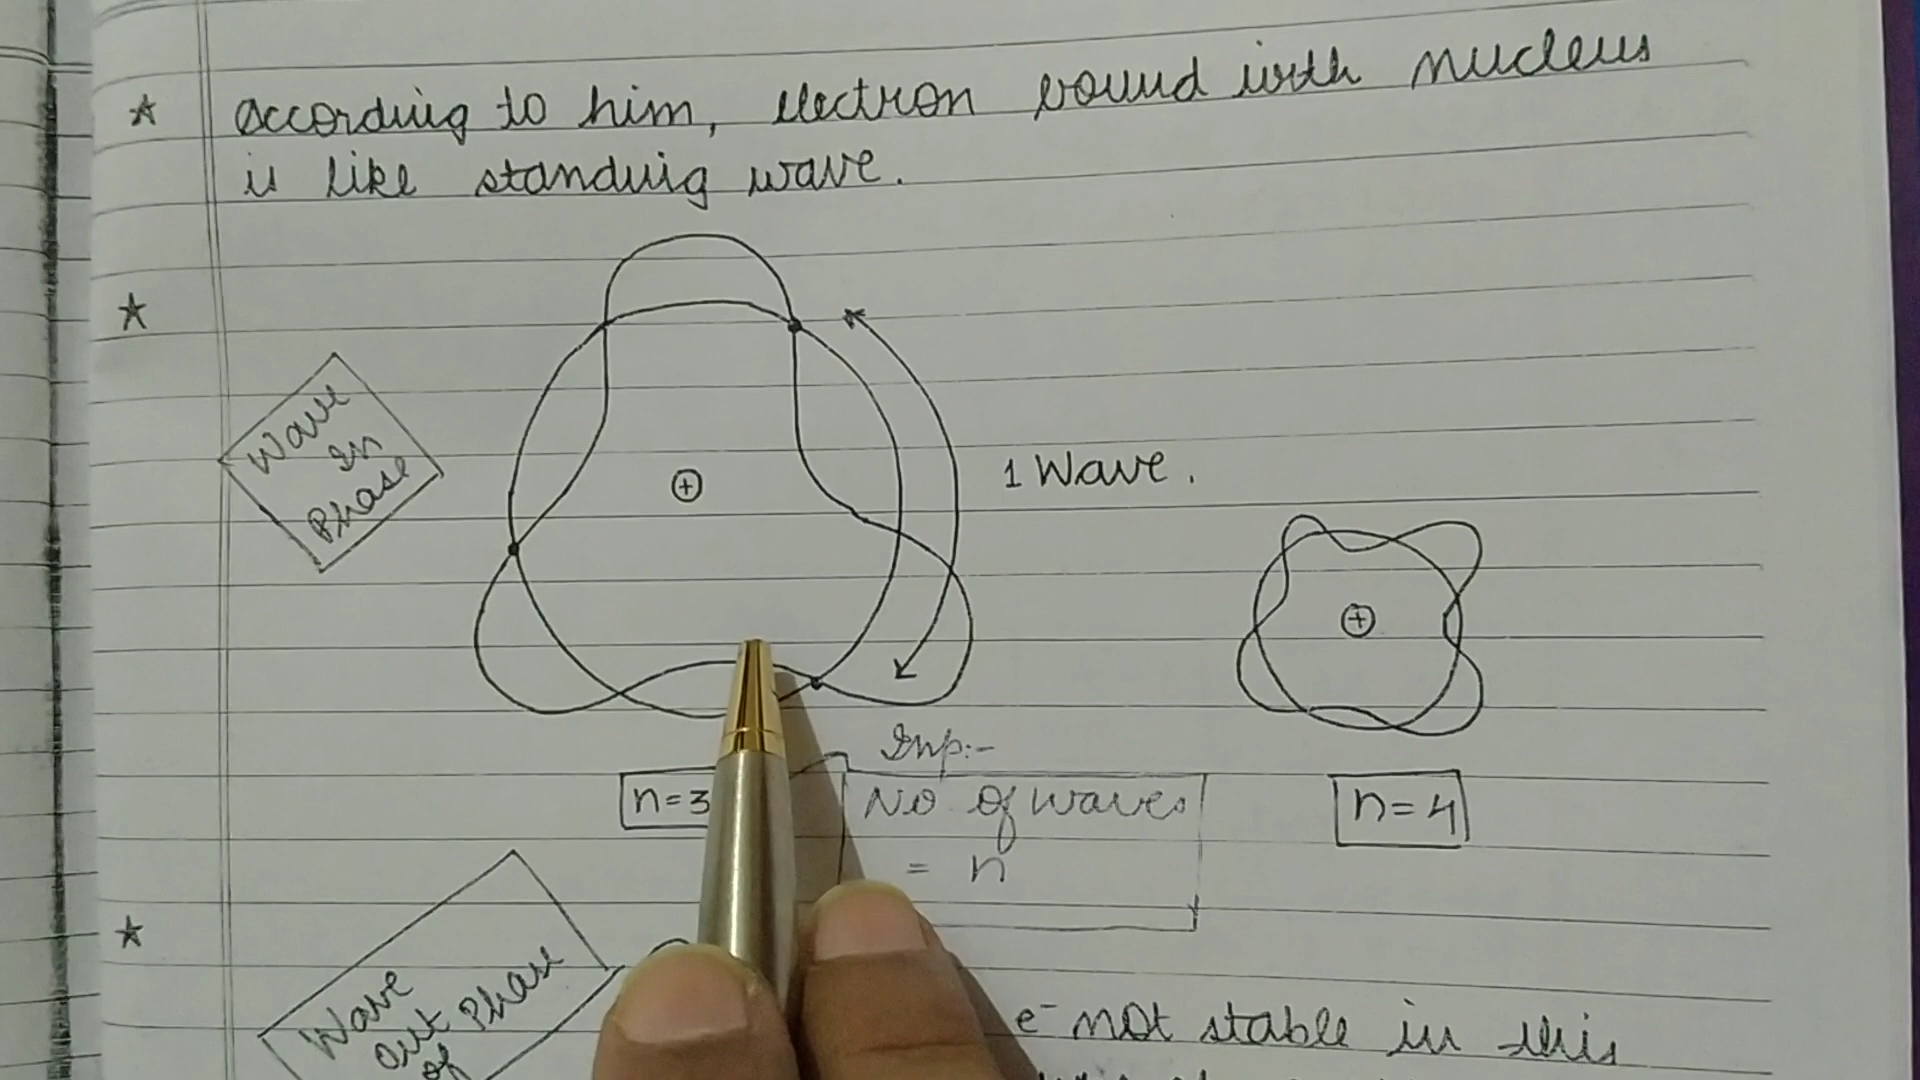 according to him, electron bound with nucleus
is like standing wave.
Wave
In
Phase
+
1 Wave.
+
Imp:-
n=3
No of waves
= n
n=4
Wave
out Phase
of
e- not stable in this